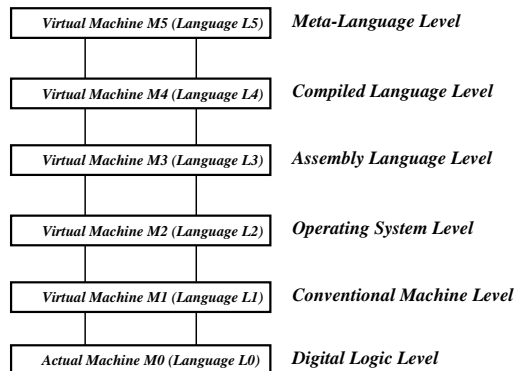 Virtual Machine M5 (Language L5) Meta-Language Level
Virtual Machine M4 (Language L4) Compiled Language Level
Virtual Machine M3 (Language L3) Assembly Language Level
Virtual Machine M2 (Language L2) Operating System Level
Virtual Machine M1 (Language L1) Conventional Machine Level
Actual Machine M0 (Language L0) Digital Logic Level